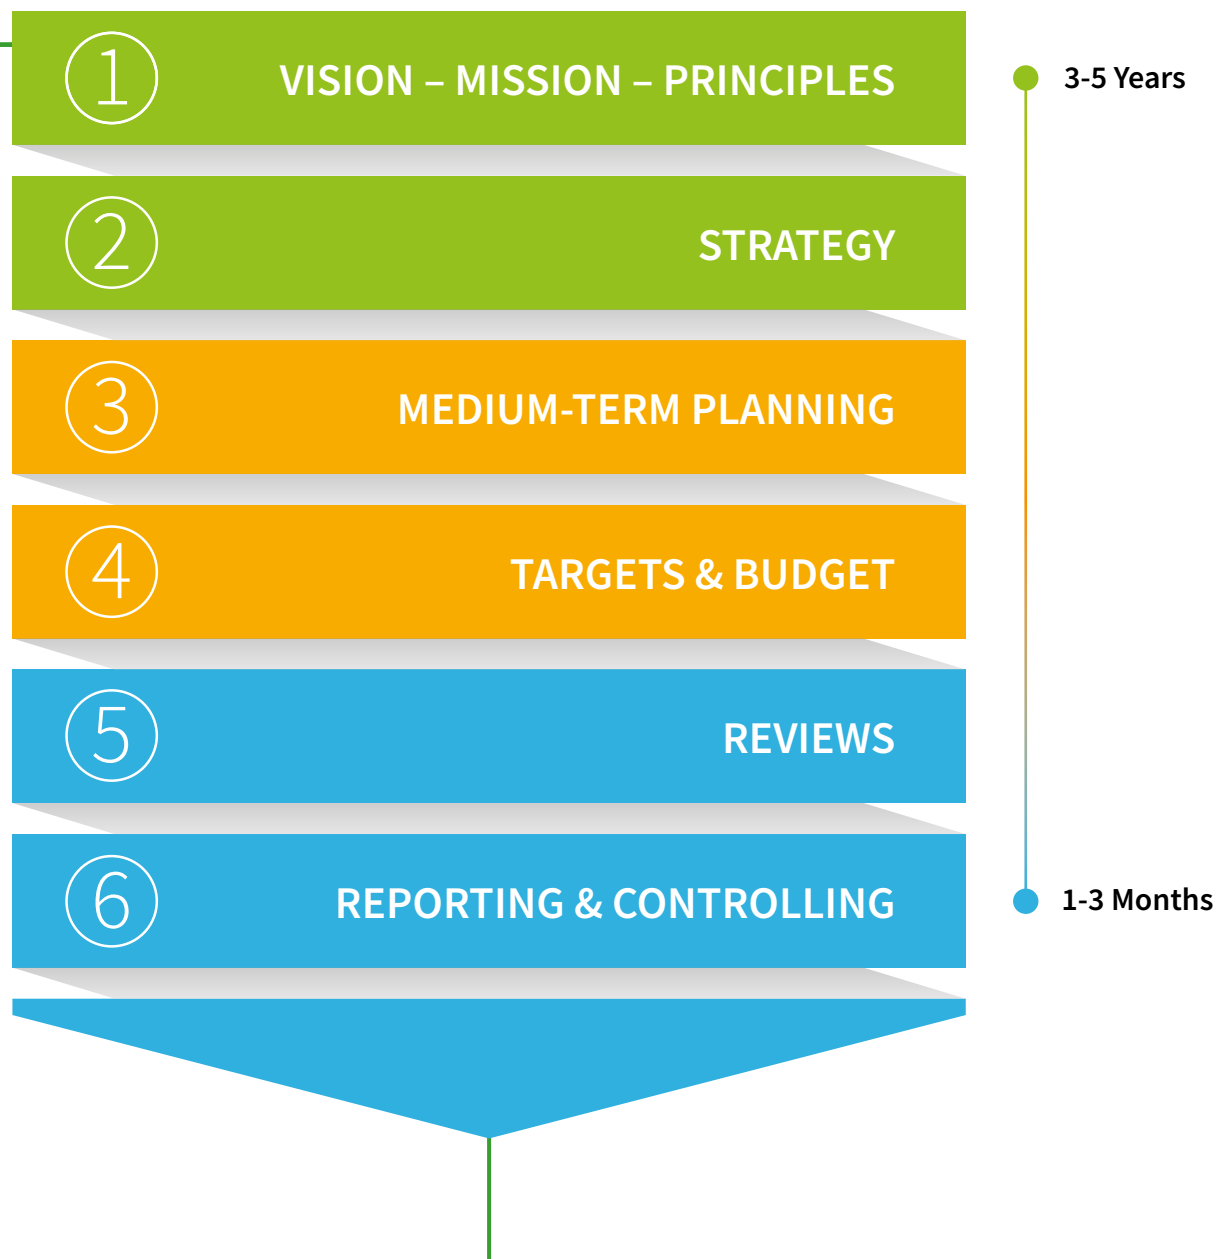 1 VISION – MISSION – PRINCIPLES
3-5 Years
2 STRATEGY
3 MEDIUM-TERM PLANNING
4 TARGETS & BUDGET
5 REVIEWS
6 REPORTING & CONTROLLING
1-3 Months